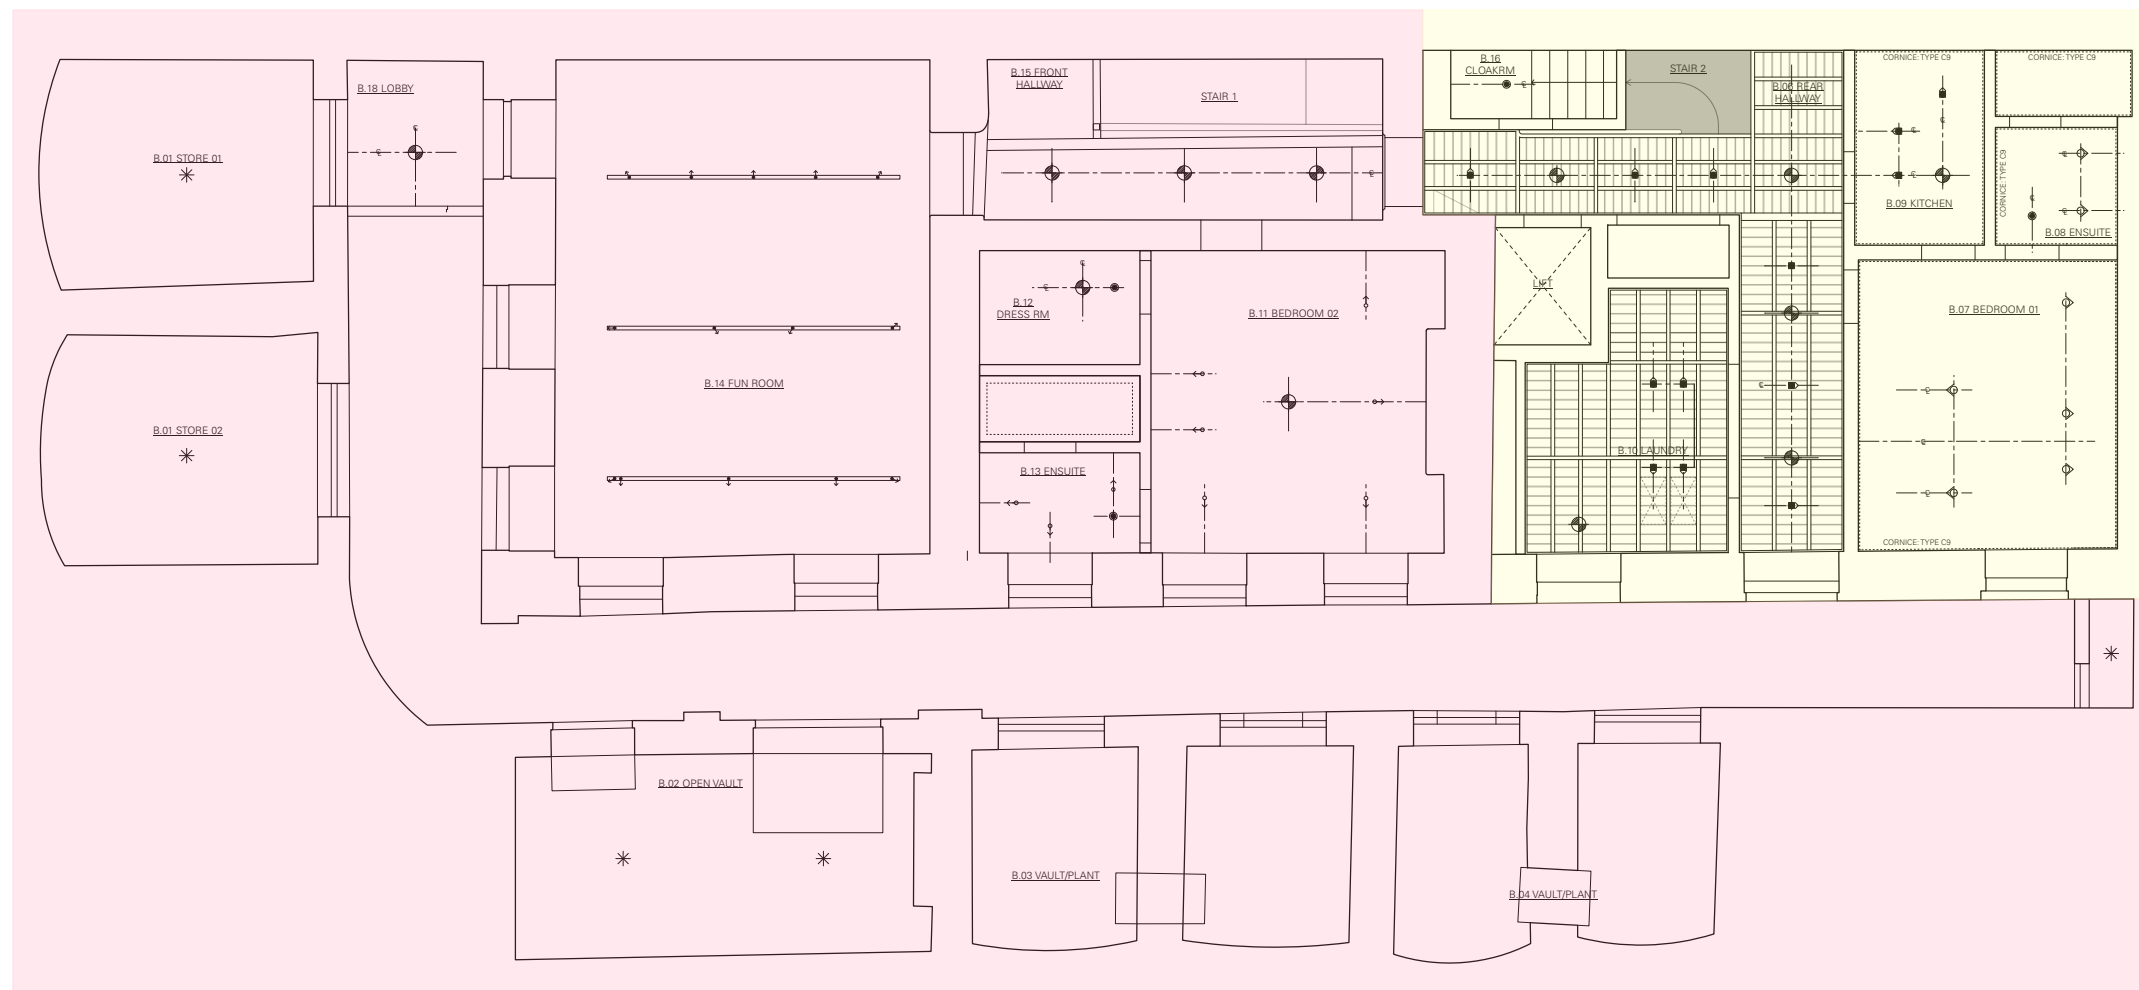 B.16
CLOAKRM
STAIR 2
B.06 REAR
HALLWAY
CORNICE: TYPE C9
CORNICE: TYPE C9
B.15 FRONT
HALLWAY
B.18 LOBBY
STAIR 1
B.01 STORE 01
CORNICE: TYPE C9
B.09 KITCHEN
B.08 ENSUITE
LIFT
B.12
DRESS RM
B.11 BEDROOM 02
B.07 BEDROOM 01
B.14 FUN ROOM
B.01 STORE 02
B.10 LAUNDRY
B.13 ENSUITE
CORNICE: TYPE C9
B.02 OPEN VAULT
B.03 VAULT/PLANT
B.04 VAULT/PLANT